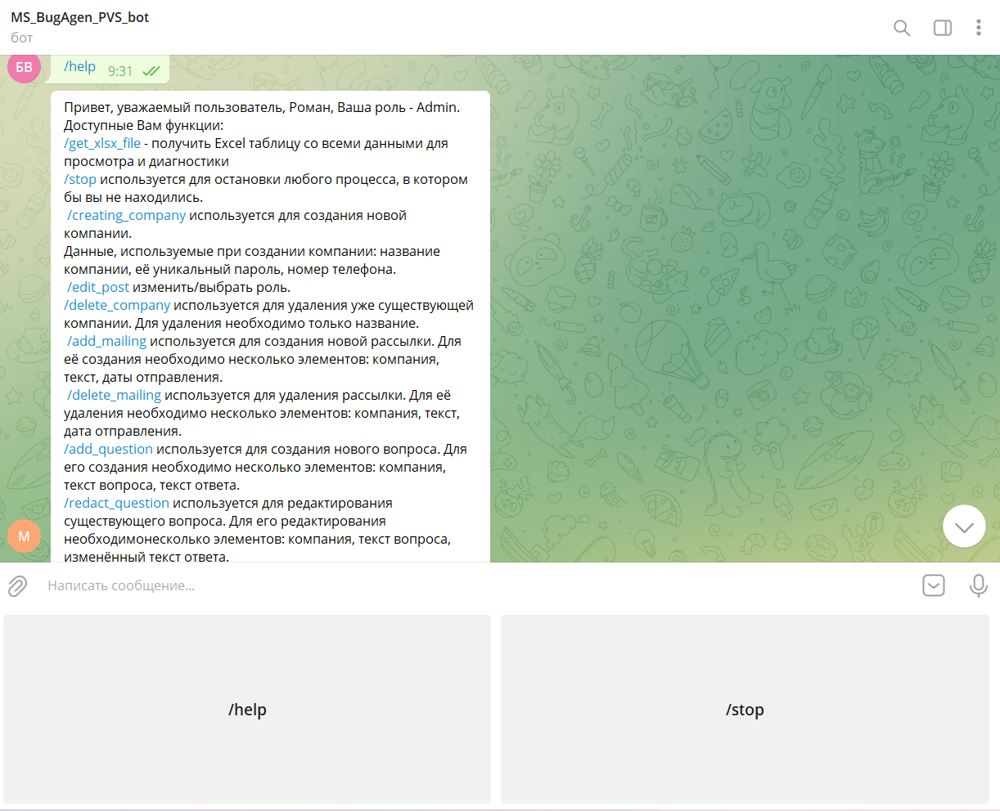 MS_BugAgen_PVS_bot
бот
БВ
/help 9:31
Привет, уважаемый пользователь, Роман, Ваша роль - Admin.
Доступные Вам функции:
/get_xlsx_file - получить Excel таблицу со всеми данными для
просмотра и диагностики
/stop используется для остановки любого процесса, в котором
бы вы не находились.
/creating_company используется для создания новой
компании.
Данные, используемые при создании компании: название
компании, её уникальный пароль, номер телефона.
/edit_post изменить/выбрать роль.
/delete_company используется для удаления уже существующей
компании. Для удаления необходимо только название.
/add_mailing используется для создания новой рассылки. Для
её создания необходимо несколько элементов: компания,
текст, даты отправления.
/delete_mailing используется для удаления рассылки. Для её
удаления необходимо несколько элементов: компания, текст,
дата отправления.
/add_question используется для создания нового вопроса. Для
его создания необходимо несколько элементов: компания,
текст вопроса, текст ответа.
/redact_question используется для редактирования
существующего вопроса. Для его редактирования
необходимонесколько элементов: компания, текст вопроса,
изменённый текст ответа.
М
Написать сообщение...
/help
/stop